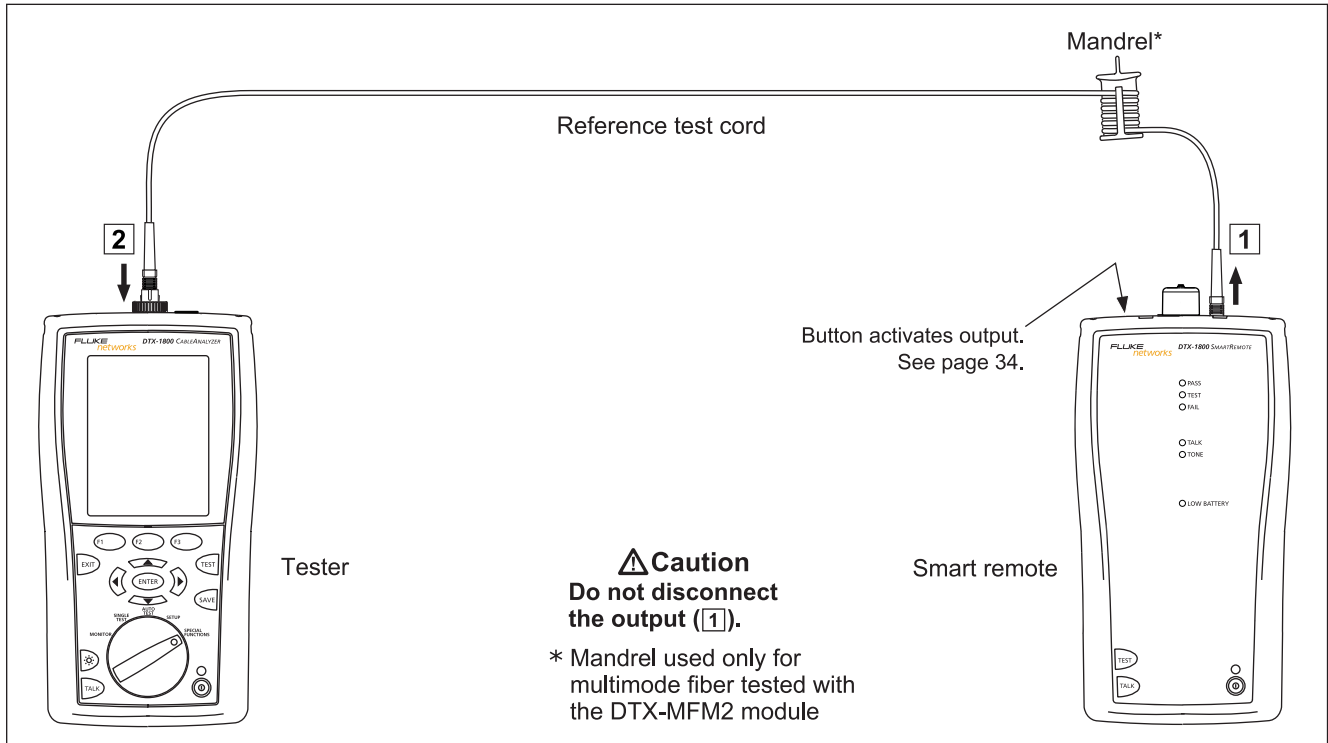 Mandrel*
Reference test cord
2
1
Button activates output.
See page 34.
FLUKE
networks
DTX-1800 CABLEANALYZER
FLUKE
networks
DTX-1800 SMARTREMOTE
PASS
TEST
FAIL
TALK
TONE
LOW BATTERY
F1
F2
F3
EXIT
TEST
ENTER
SAVE
MONITOR
SINGLE
TEST
AUTO
TEST
SETUP
SPECIAL
FUNCTIONS
TALK
Tester
⚠Caution
Do not disconnect
the output (1).
* Mandrel used only for
multimode fiber tested with
the DTX-MFM2 module
Smart remote
TEST
TALK